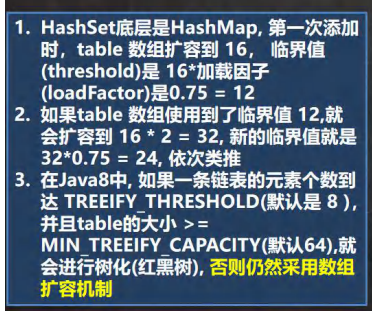 1. HashSet底层是HashMap, 第一次添加
时，table 数组扩容到 16， 临界值
(threshold)是 16*加载因子
(loadFactor)是0.75 = 12
2. 如果table 数组使用到了临界值 12,就
会扩容到 16 * 2 = 32, 新的临界值就是
32*0.75 = 24, 依次类推
3. 在Java8中, 如果一条链表的元素个数到
达 TREEIFY_THRESHOLD(默认是 8 ),
并且table的大小 >=
MIN_TREEIFY_CAPACITY(默认64),就
会进行树化(红黑树), 否则仍然采用数组
扩容机制